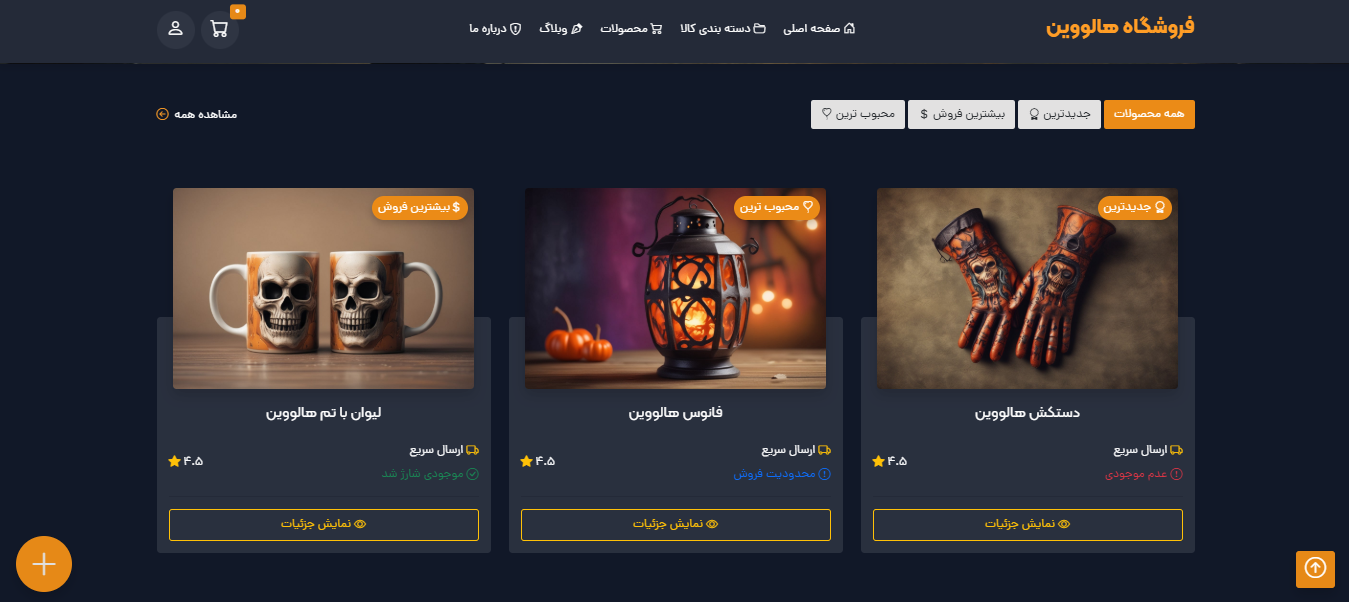 فروشگاه هالووین
صفحه اصلی
دسته بندی کالا
محصولات
وبلاگ
درباره ما
۰
همه محصولات
جدیدترین
بیشترین فروش $
محبوب ترین
مشاهده همه
جدیدترین
محبوب ترین
$ بیشترین فروش
دستکش هالووین
فانوس هالووین
لیوان با تم هالووین
ارسال سریع
۴.۵
عدم موجودی
ارسال سریع
۴.۵
محدودیت فروش
ارسال سریع
۴.۵
موجودی شارژ شد
نمایش جزئیات
نمایش جزئیات
نمایش جزئیات